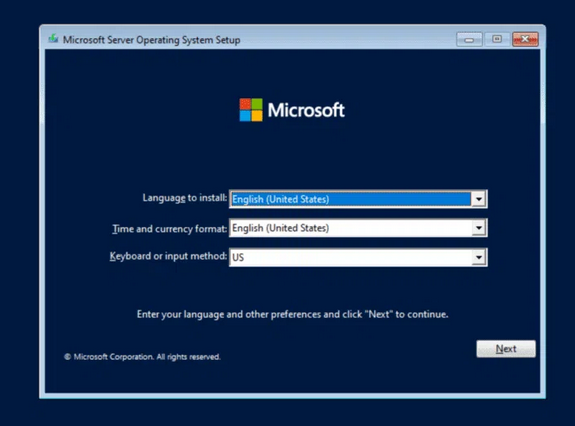 Microsoft Server Operating System Setup
Microsoft
Language to install: English (United States)
Time and currency format: English (United States)
Keyboard or input method: US
Enter your language and other preferences and click "Next" to continue.
Next
© Microsoft Corporation. All rights reserved.